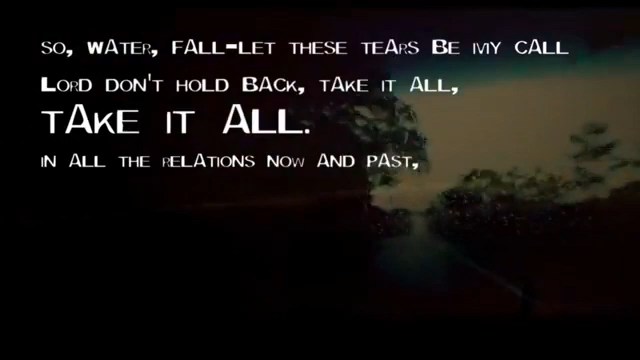 so, water, fall-let these tears be my call
Lord don't hold back, take it all,
TAKE IT ALL.
in all the relations now and past,